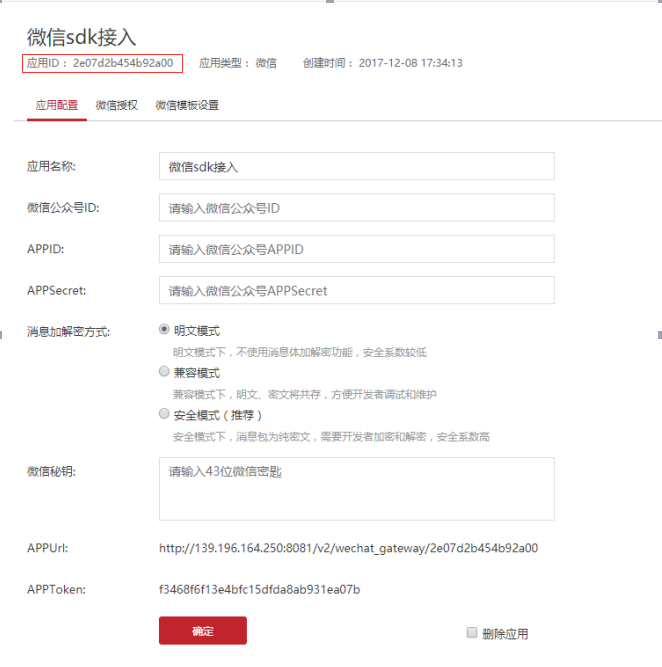 微信sdk接入
应用ID： 2e07d2b454b92a00 应用类型： 微信 创建时间： 2017-12-08 17:34:13
应用配置 微信授权 微信模板设置
应用名称: 微信sdk接入
微信公众号ID: 请输入微信公众号ID
APPID: 请输入微信公众号APPID
APPSecret: 请输入微信公众号APPSecret
消息加解密方式: 明文模式
明文模式下，不使用消息体加解密功能，安全系数较低
兼容模式
兼容模式下，明文、密文将共存，方便开发者调试和维护
安全模式（推荐）
安全模式下，消息包为纯密文，需要开发者加密和解密，安全系数高
微信秘钥: 请输入43位微信密匙
APPUrl: http://139.196.164.250:8081/v2/wechat_gateway/2e07d2b454b92a00
APPToken: f3468f6f13e4bfc15dfda8ab931ea07b
确定 删除应用